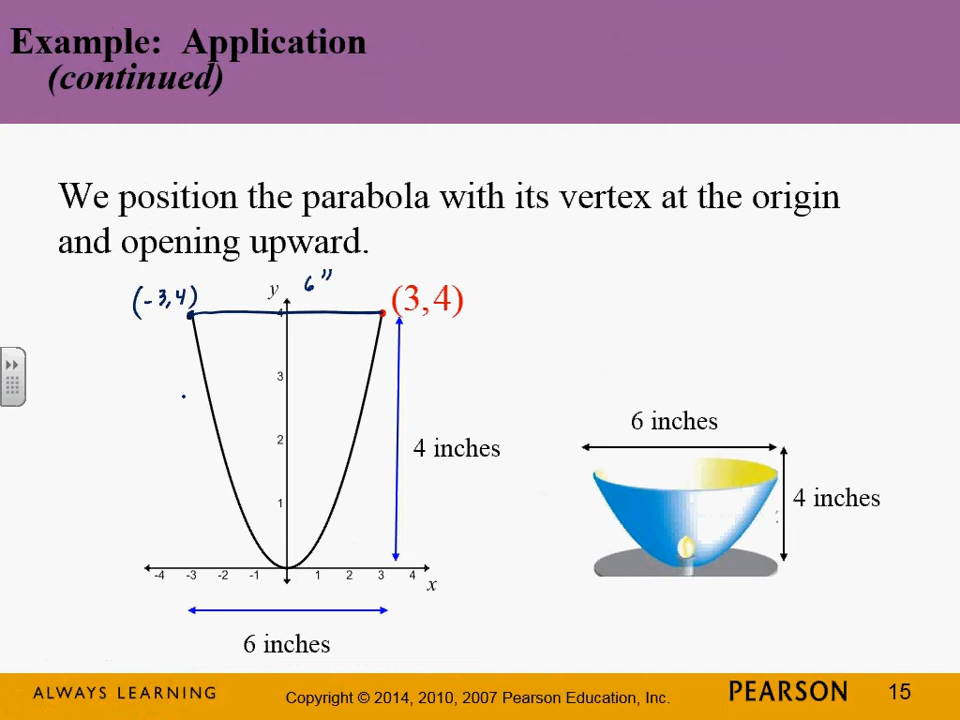 Example: Application
(continued)
We position the parabola with its vertex at the origin
and opening upward.
(-3,4)
y
6"
(3,4)
4
3
2
1
-4 -3 -2 -1 1 2 3 4
x
4 inches
6 inches
6 inches
4 inches
ALWAYS LEARNING
Copyright © 2014, 2010, 2007 Pearson Education, Inc.
PEARSON
15